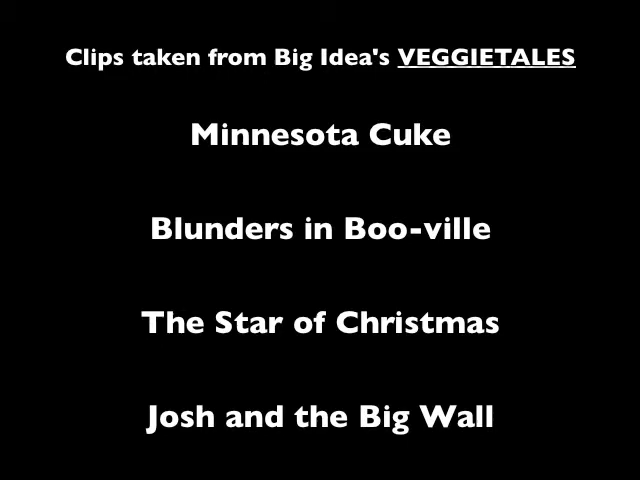 Clips taken from Big Idea's VEGGIETALES
Minnesota Cuke
Blunders in Boo-ville
The Star of Christmas
Josh and the Big Wall